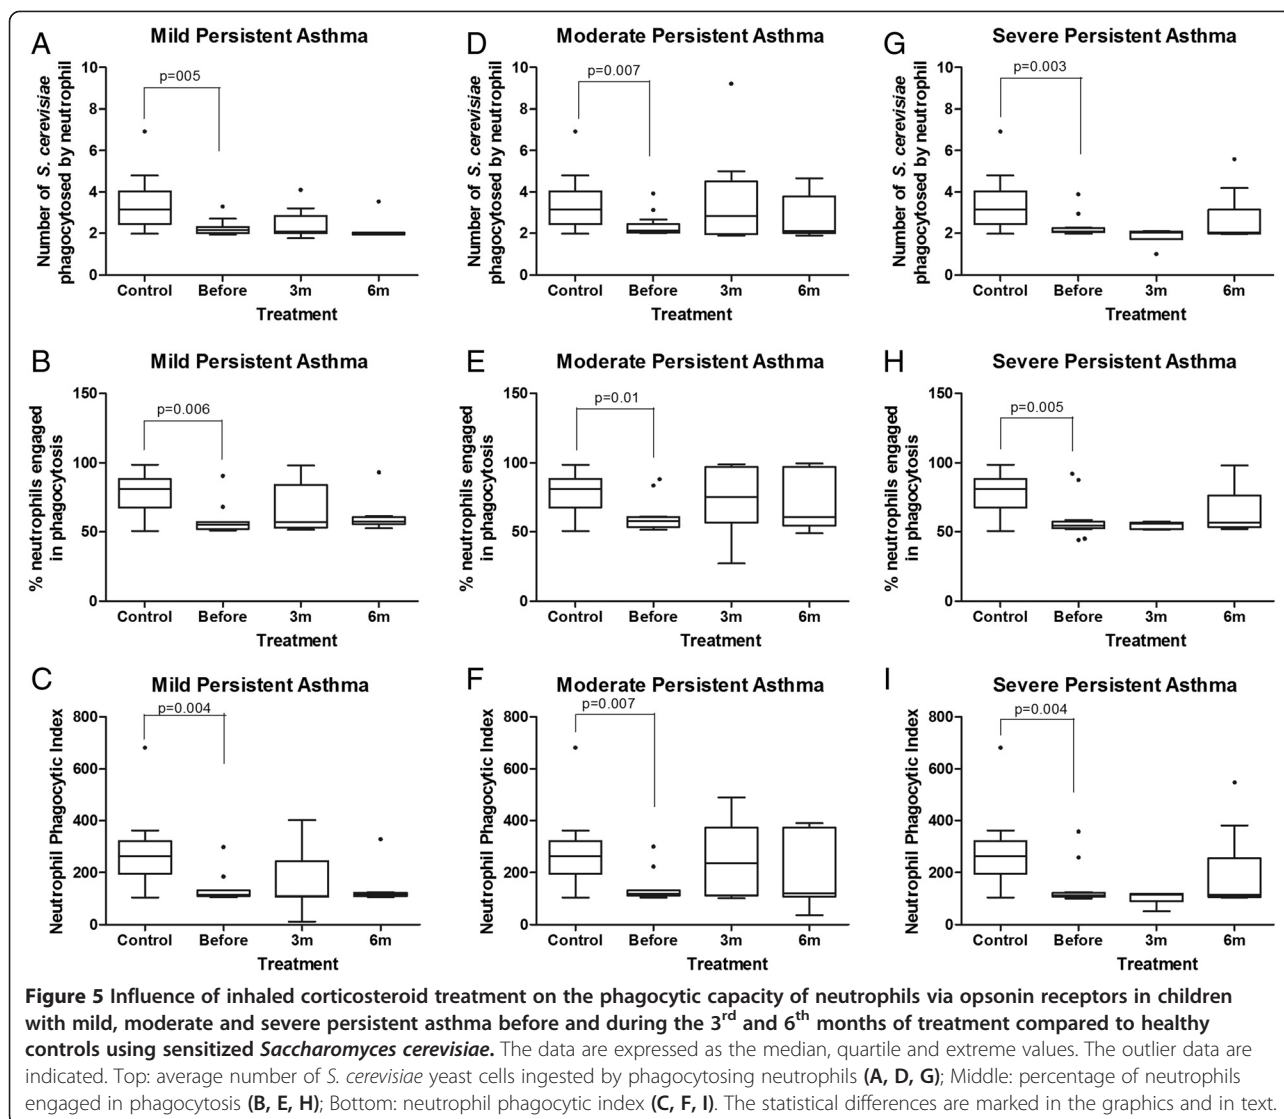 A
Mild Persistent Asthma
Number of S. cerevisiae
phagocytosed by neutrophil
10
8
6
4
2
0
p=005
Control Before 3m 6m
Treatment
D
Moderate Persistent Asthma
Number of S. cerevisiae
phagocytosed by neutrophil
10
8
6
4
2
0
p=0.007
Control Before 3m 6m
Treatment
G
Severe Persistent Asthma
Number of S. cerevisiae
phagocytosed by neutrophil
10
8
6
4
2
0
p=0.003
Control Before 3m 6m
Treatment
B
Mild Persistent Asthma
% neutrophils engaged
in phagocytosis
150
100
50
0
p=0.006
Control Before 3m 6m
Treatment
E
Moderate Persistent Asthma
% neutrophils engaged
in phagocytosis
150
100
50
0
p=0.01
Control Before 3m 6m
Treatment
H
Severe Persistent Asthma
% neutrophils engaged
in phagocytosis
150
100
50
0
p=0.005
Control Before 3m 6m
Treatment
C
Mild Persistent Asthma
Neutrophil Phagocytic Index
800
600
400
200
0
p=0.004
Control Before 3m 6m
Treatment
F
Moderate Persistent Asthma
Neutrophil Phagocytic Index
800
600
400
200
0
p=0.007
Control Before 3m 6m
Treatment
I
Severe Persistent Asthma
Neutrophil Phagocytic Index
800
600
400
200
0
p=0.004
Control Before 3m 6m
Treatment
Figure 5 Influence of inhaled corticosteroid treatment on the phagocytic capacity of neutrophils via opsonin receptors in children
with mild, moderate and severe persistent asthma before and during the 3rd and 6th months of treatment compared to healthy
controls using sensitized Saccharomyces cerevisiae. The data are expressed as the median, quartile and extreme values. The outlier data are
indicated. Top: average number of S. cerevisiae yeast cells ingested by phagocytosing neutrophils (A, D, G); Middle: percentage of neutrophils
engaged in phagocytosis (B, E, H); Bottom: neutrophil phagocytic index (C, F, I). The statistical differences are marked in the graphics and in text.